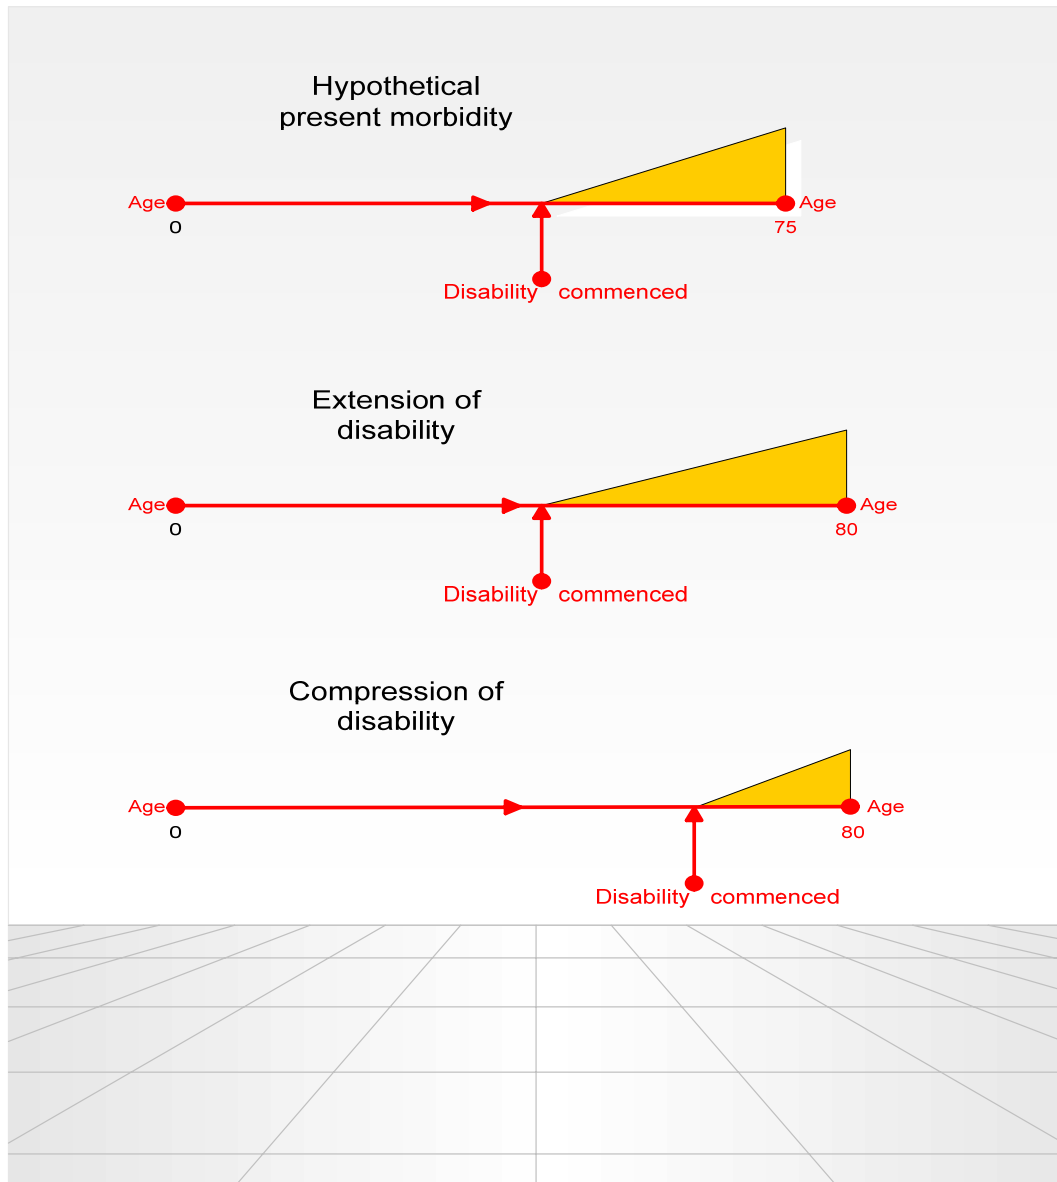 Hypothetical
present morbidity
Age Age
0 75
Disability commenced
Extension of
disability
Age Age
0 80
Disability commenced
Compression of
disability
Age Age
0 80
Disability commenced